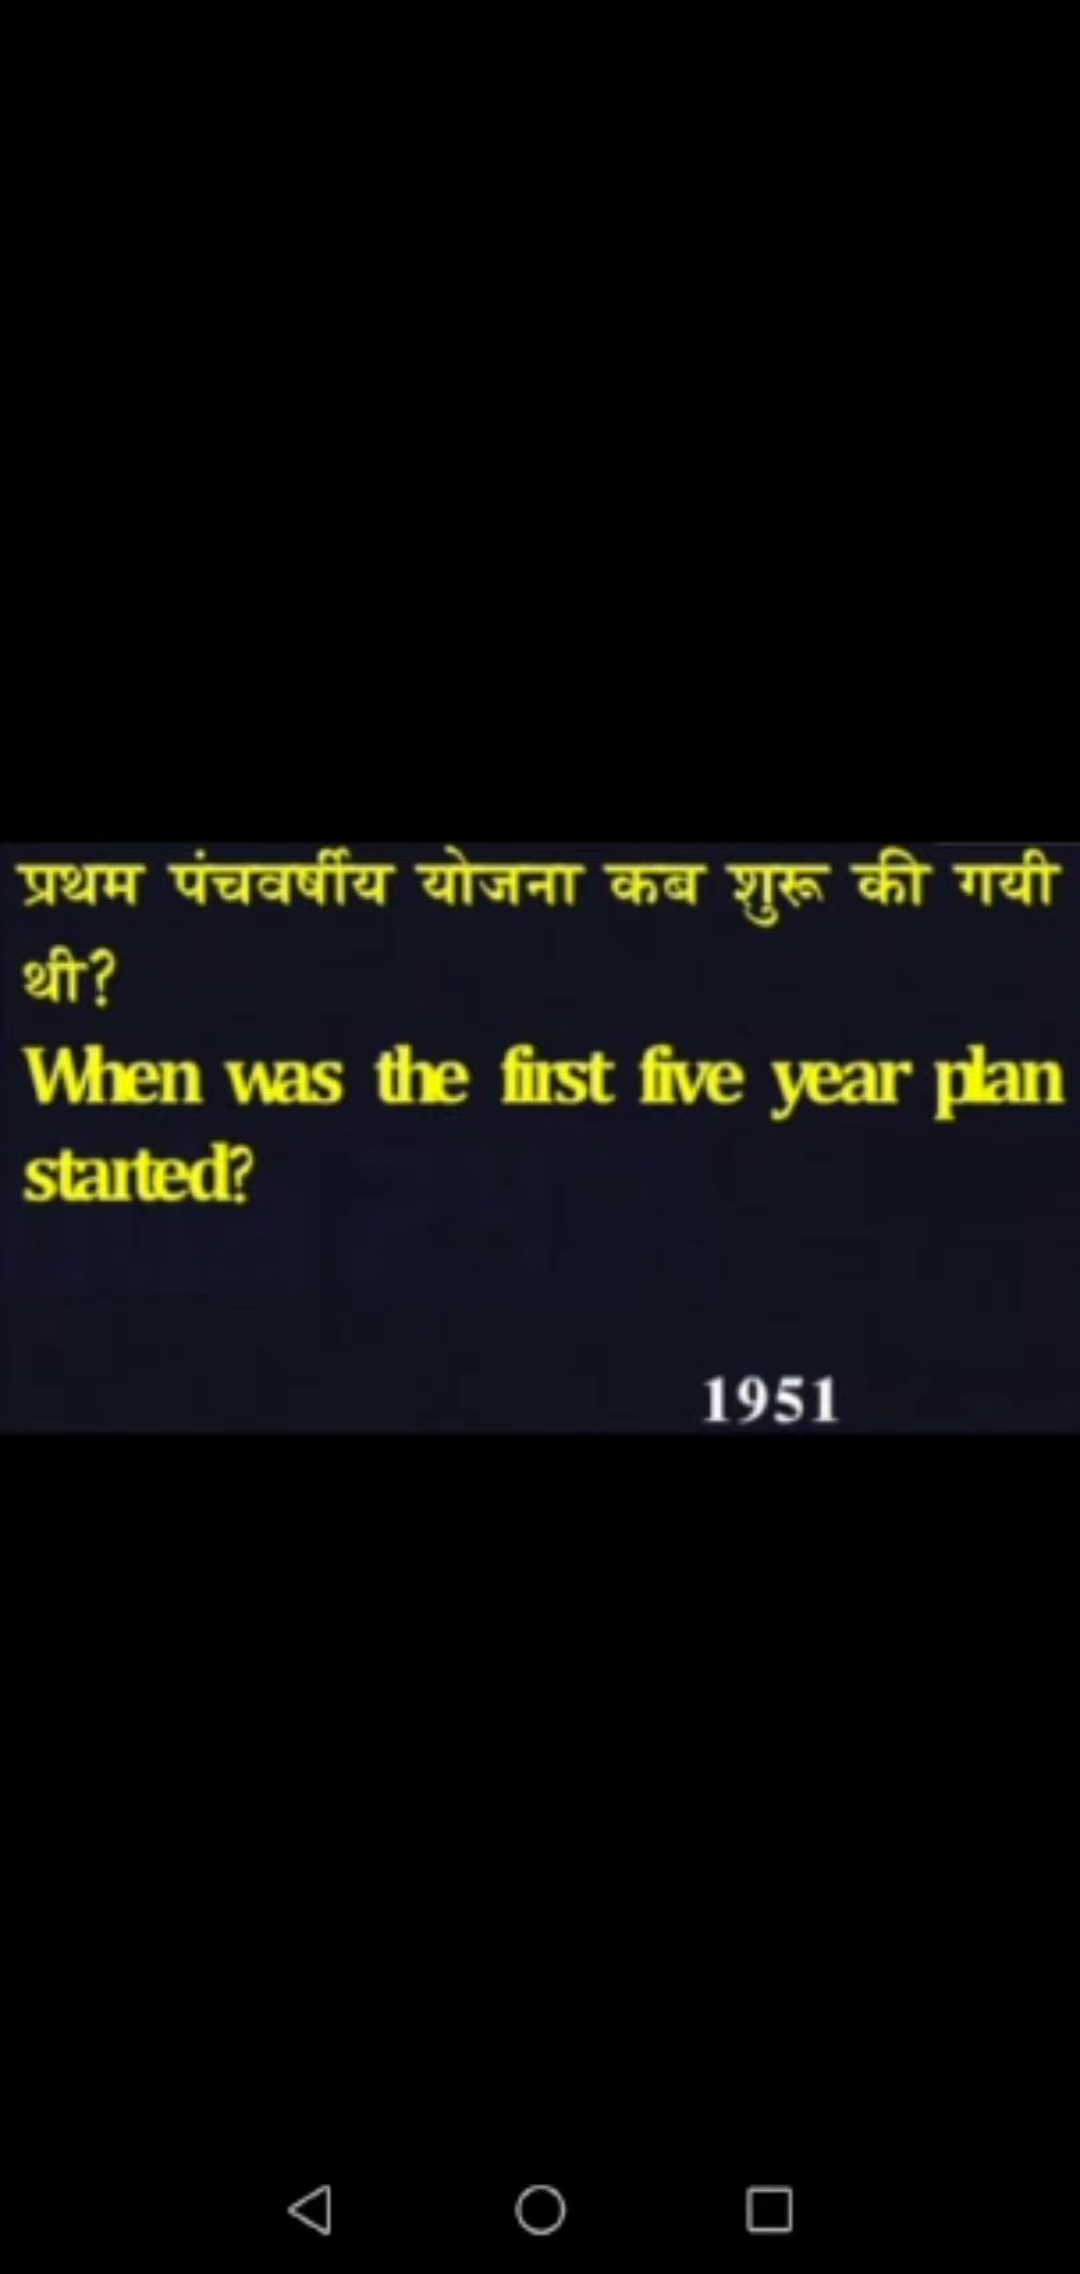 प्रथम पंचवर्षीय योजना कब शुरू की गयी
थी?
When was the first five year plan
started?
1951